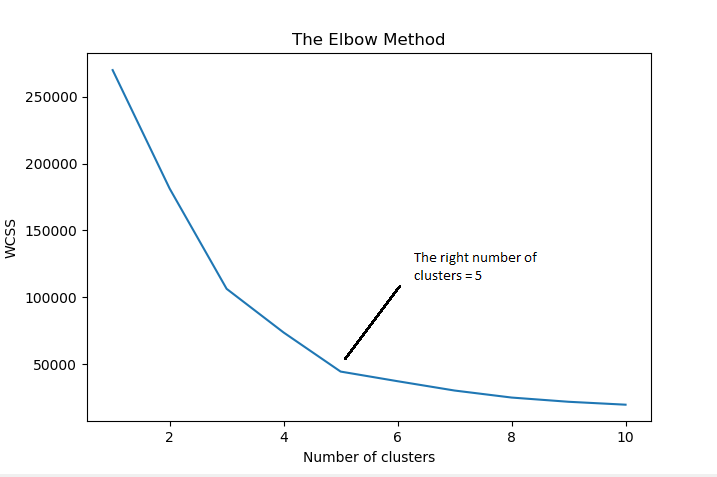 The Elbow Method
250000
200000
150000
100000
50000
WCSS
The right number of
clusters = 5
2 4 6 8 10
Number of clusters